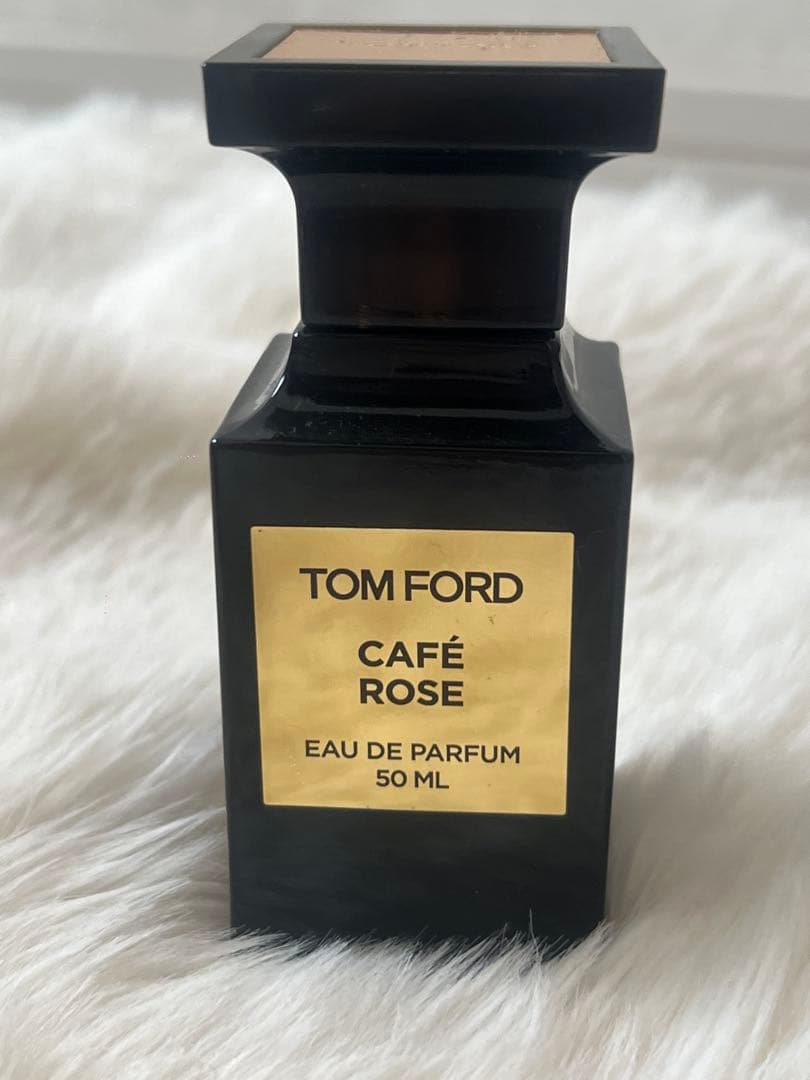 TOM FORD
CAFÉ
ROSE
EAU DE PARFUM
50 ML